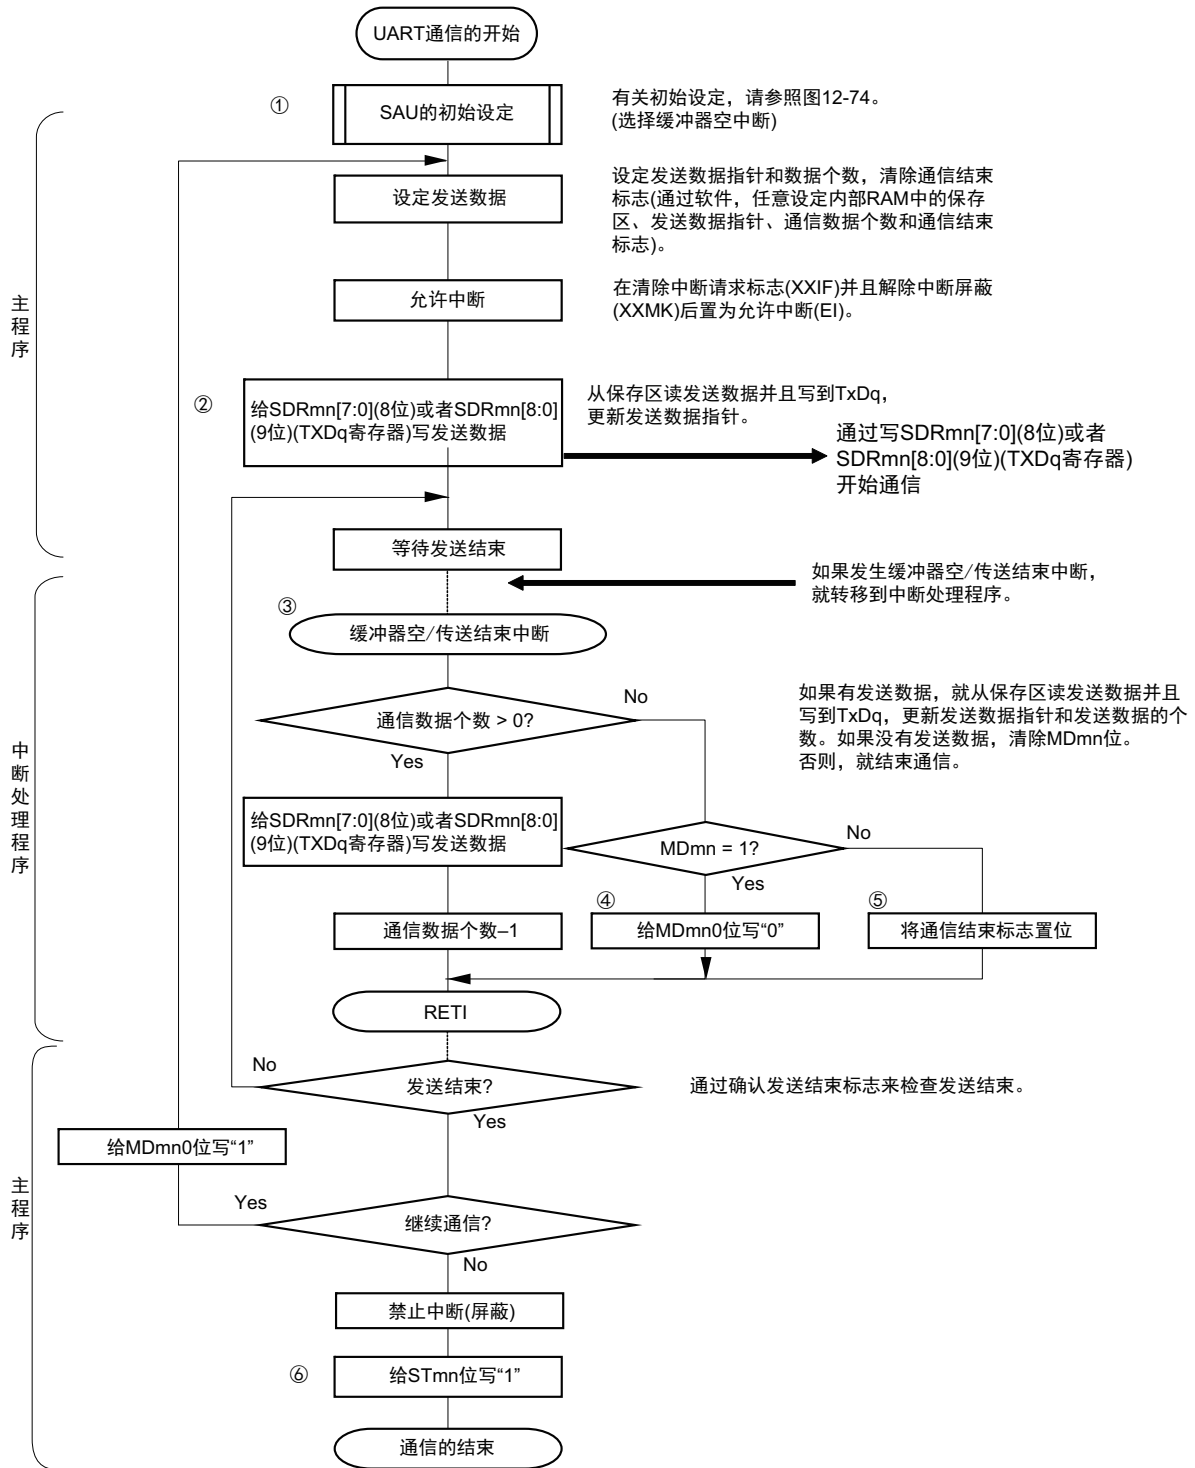 UART通信的开始
①
SAU的初始设定
有关初始设定，请参照图12-74。
(选择缓冲器空中断)
设定发送数据
设定发送数据指针和数据个数，清除通信结束
标志(通过软件，任意设定内部RAM中的保存
区、发送数据指针、通信数据个数和通信结束
标志)。
主程序
允许中断
在清除中断请求标志(XXIF)并且解除中断屏蔽
(XXMK)后置为允许中断(EI)。
②
给SDRmn[7:0](8位)或者SDRmn[8:0]
(9位)(TXDq寄存器)写发送数据
从保存区读发送数据并且写到TxDq，
更新发送数据指针。
通过写SDRmn[7:0](8位)或者
SDRmn[8:0](9位)(TXDq寄存器)
开始通信
等待发送结束
如果发生缓冲器空/传送结束中断，
就转移到中断处理程序。
③
缓冲器空/传送结束中断
通信数据个数 > 0?
No
Yes
如果有发送数据，就从保存区读发送数据并且
写到TxDq，更新发送数据指针和发送数据的个
数。如果没有发送数据，清除MDmn位。
否则，就结束通信。
中断处理程序
给SDRmn[7:0](8位)或者SDRmn[8:0]
(9位)(TXDq寄存器)写发送数据
MDmn = 1?
No
Yes
通信数据个数–1
④
给MDmn0位写“0”
⑤
将通信结束标志置位
RETI
No
发送结束?
Yes
通过确认发送结束标志来检查发送结束。
给MDmn0位写“1”
主程序
Yes
继续通信?
No
禁止中断(屏蔽)
⑥
给STmn位写“1”
通信的结束